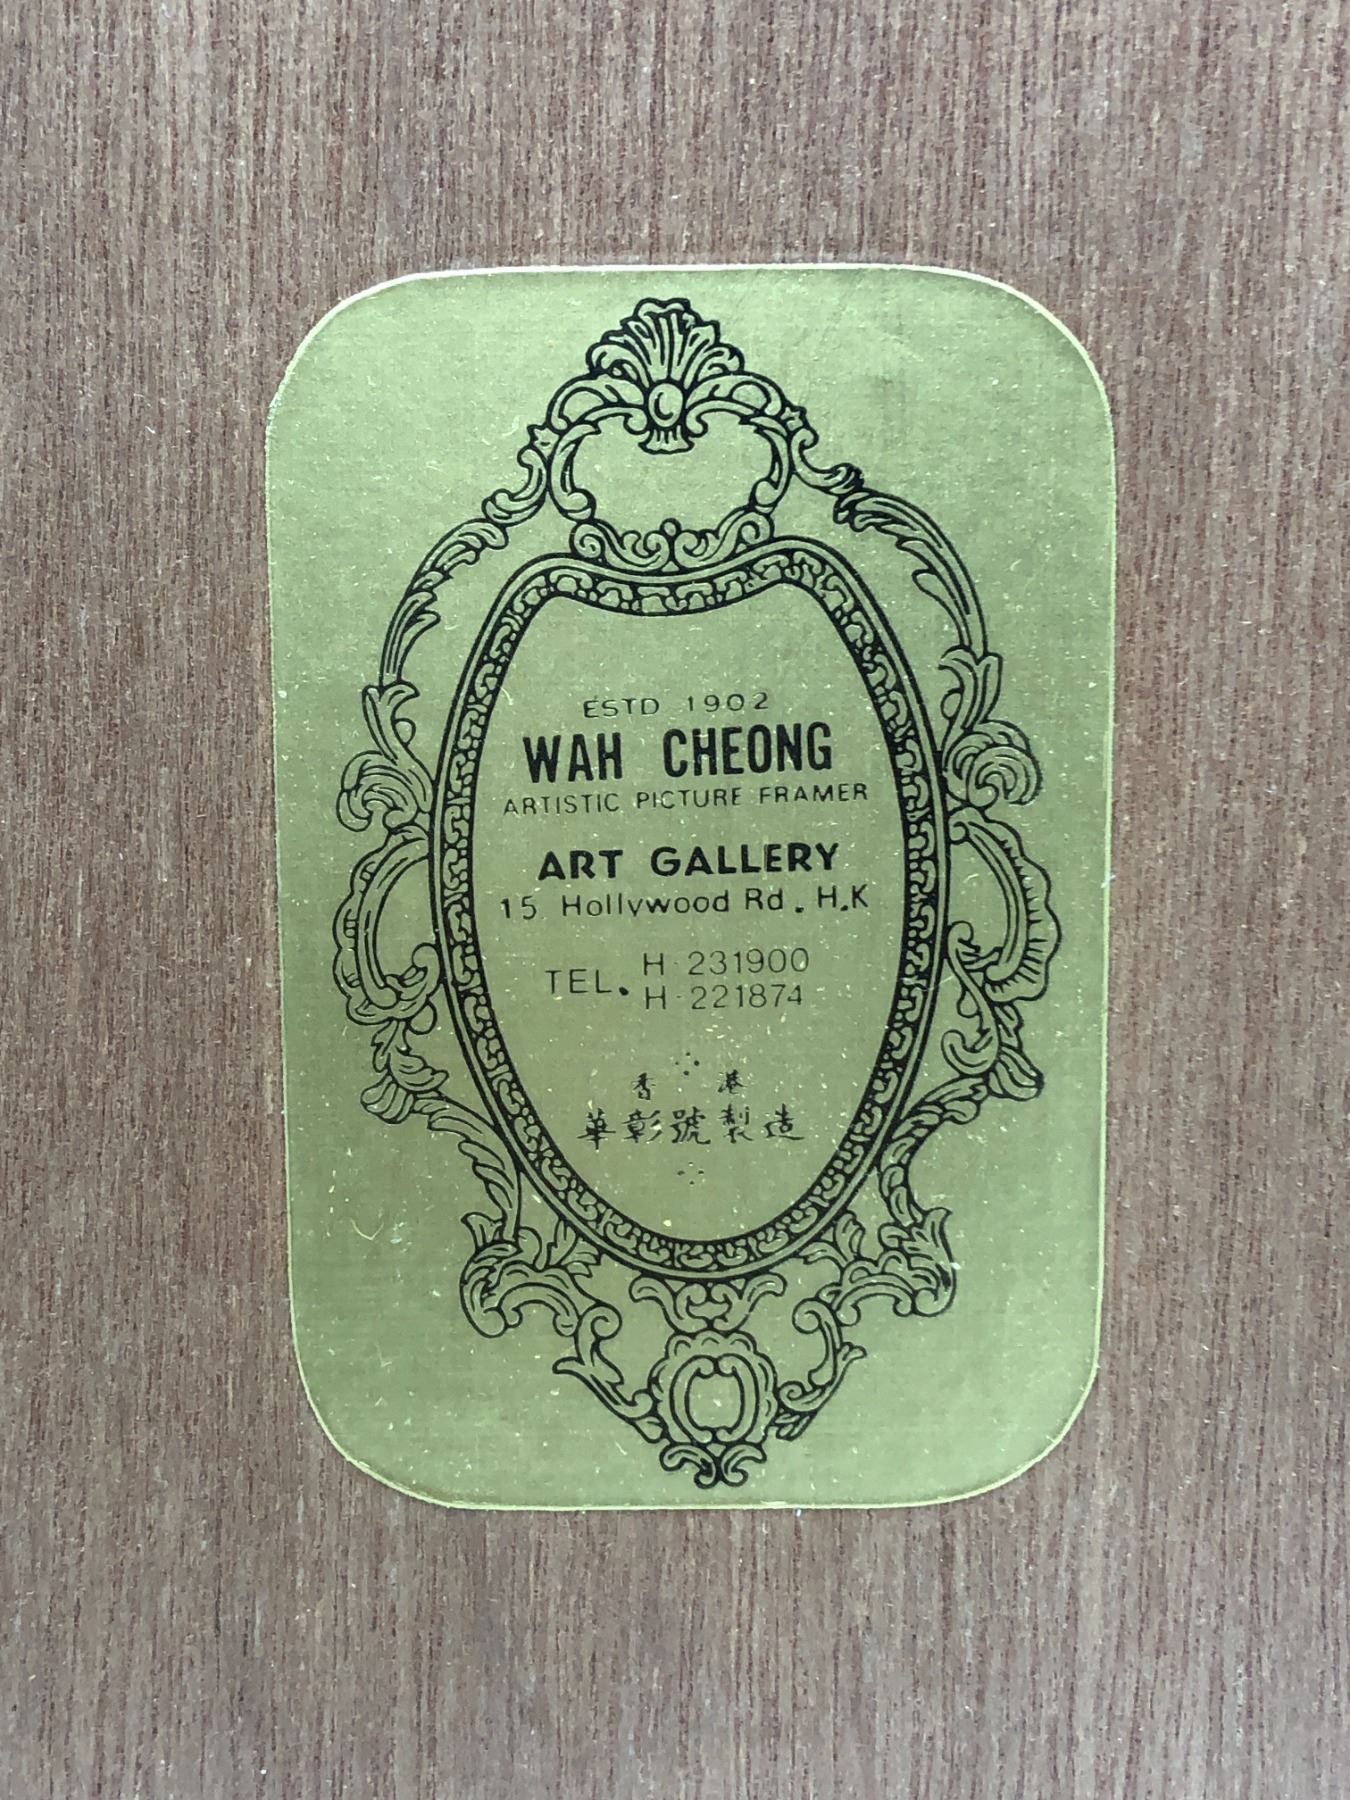 ESTD 1902
WAH CHEONG
ARTISTIC PICTURE FRAMER
ART GALLERY
15 Hollywood Rd. H.K
TEL. H-231900
H-221874
香港
華彰號製造